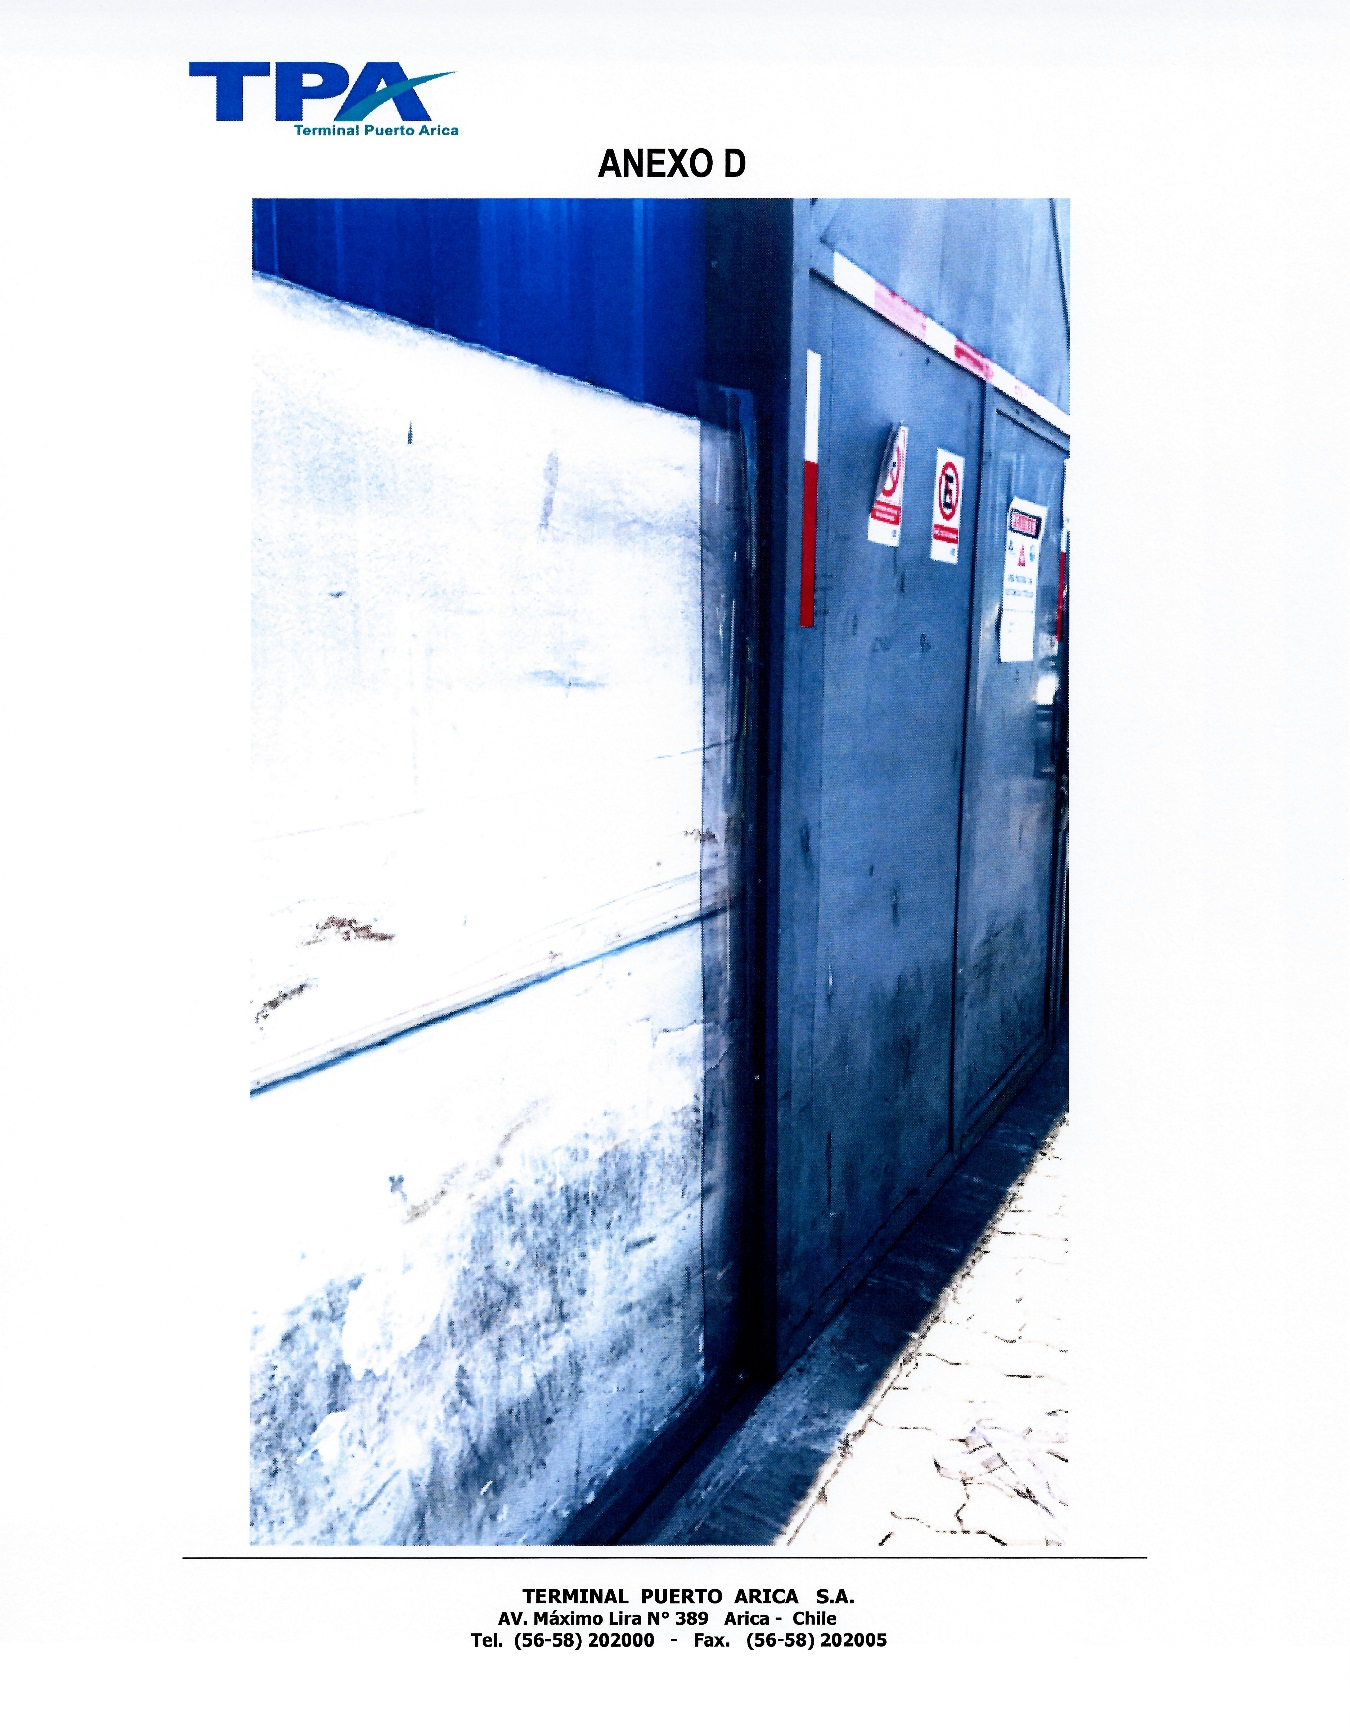 TPA
Terminal Puerto Arica
ANEXO D
TERMINAL PUERTO ARICA S.A.
AV. Máximo Lira N° 389 Arica - Chile
Tel. (56-58) 202000 - Fax. (56-58) 202005